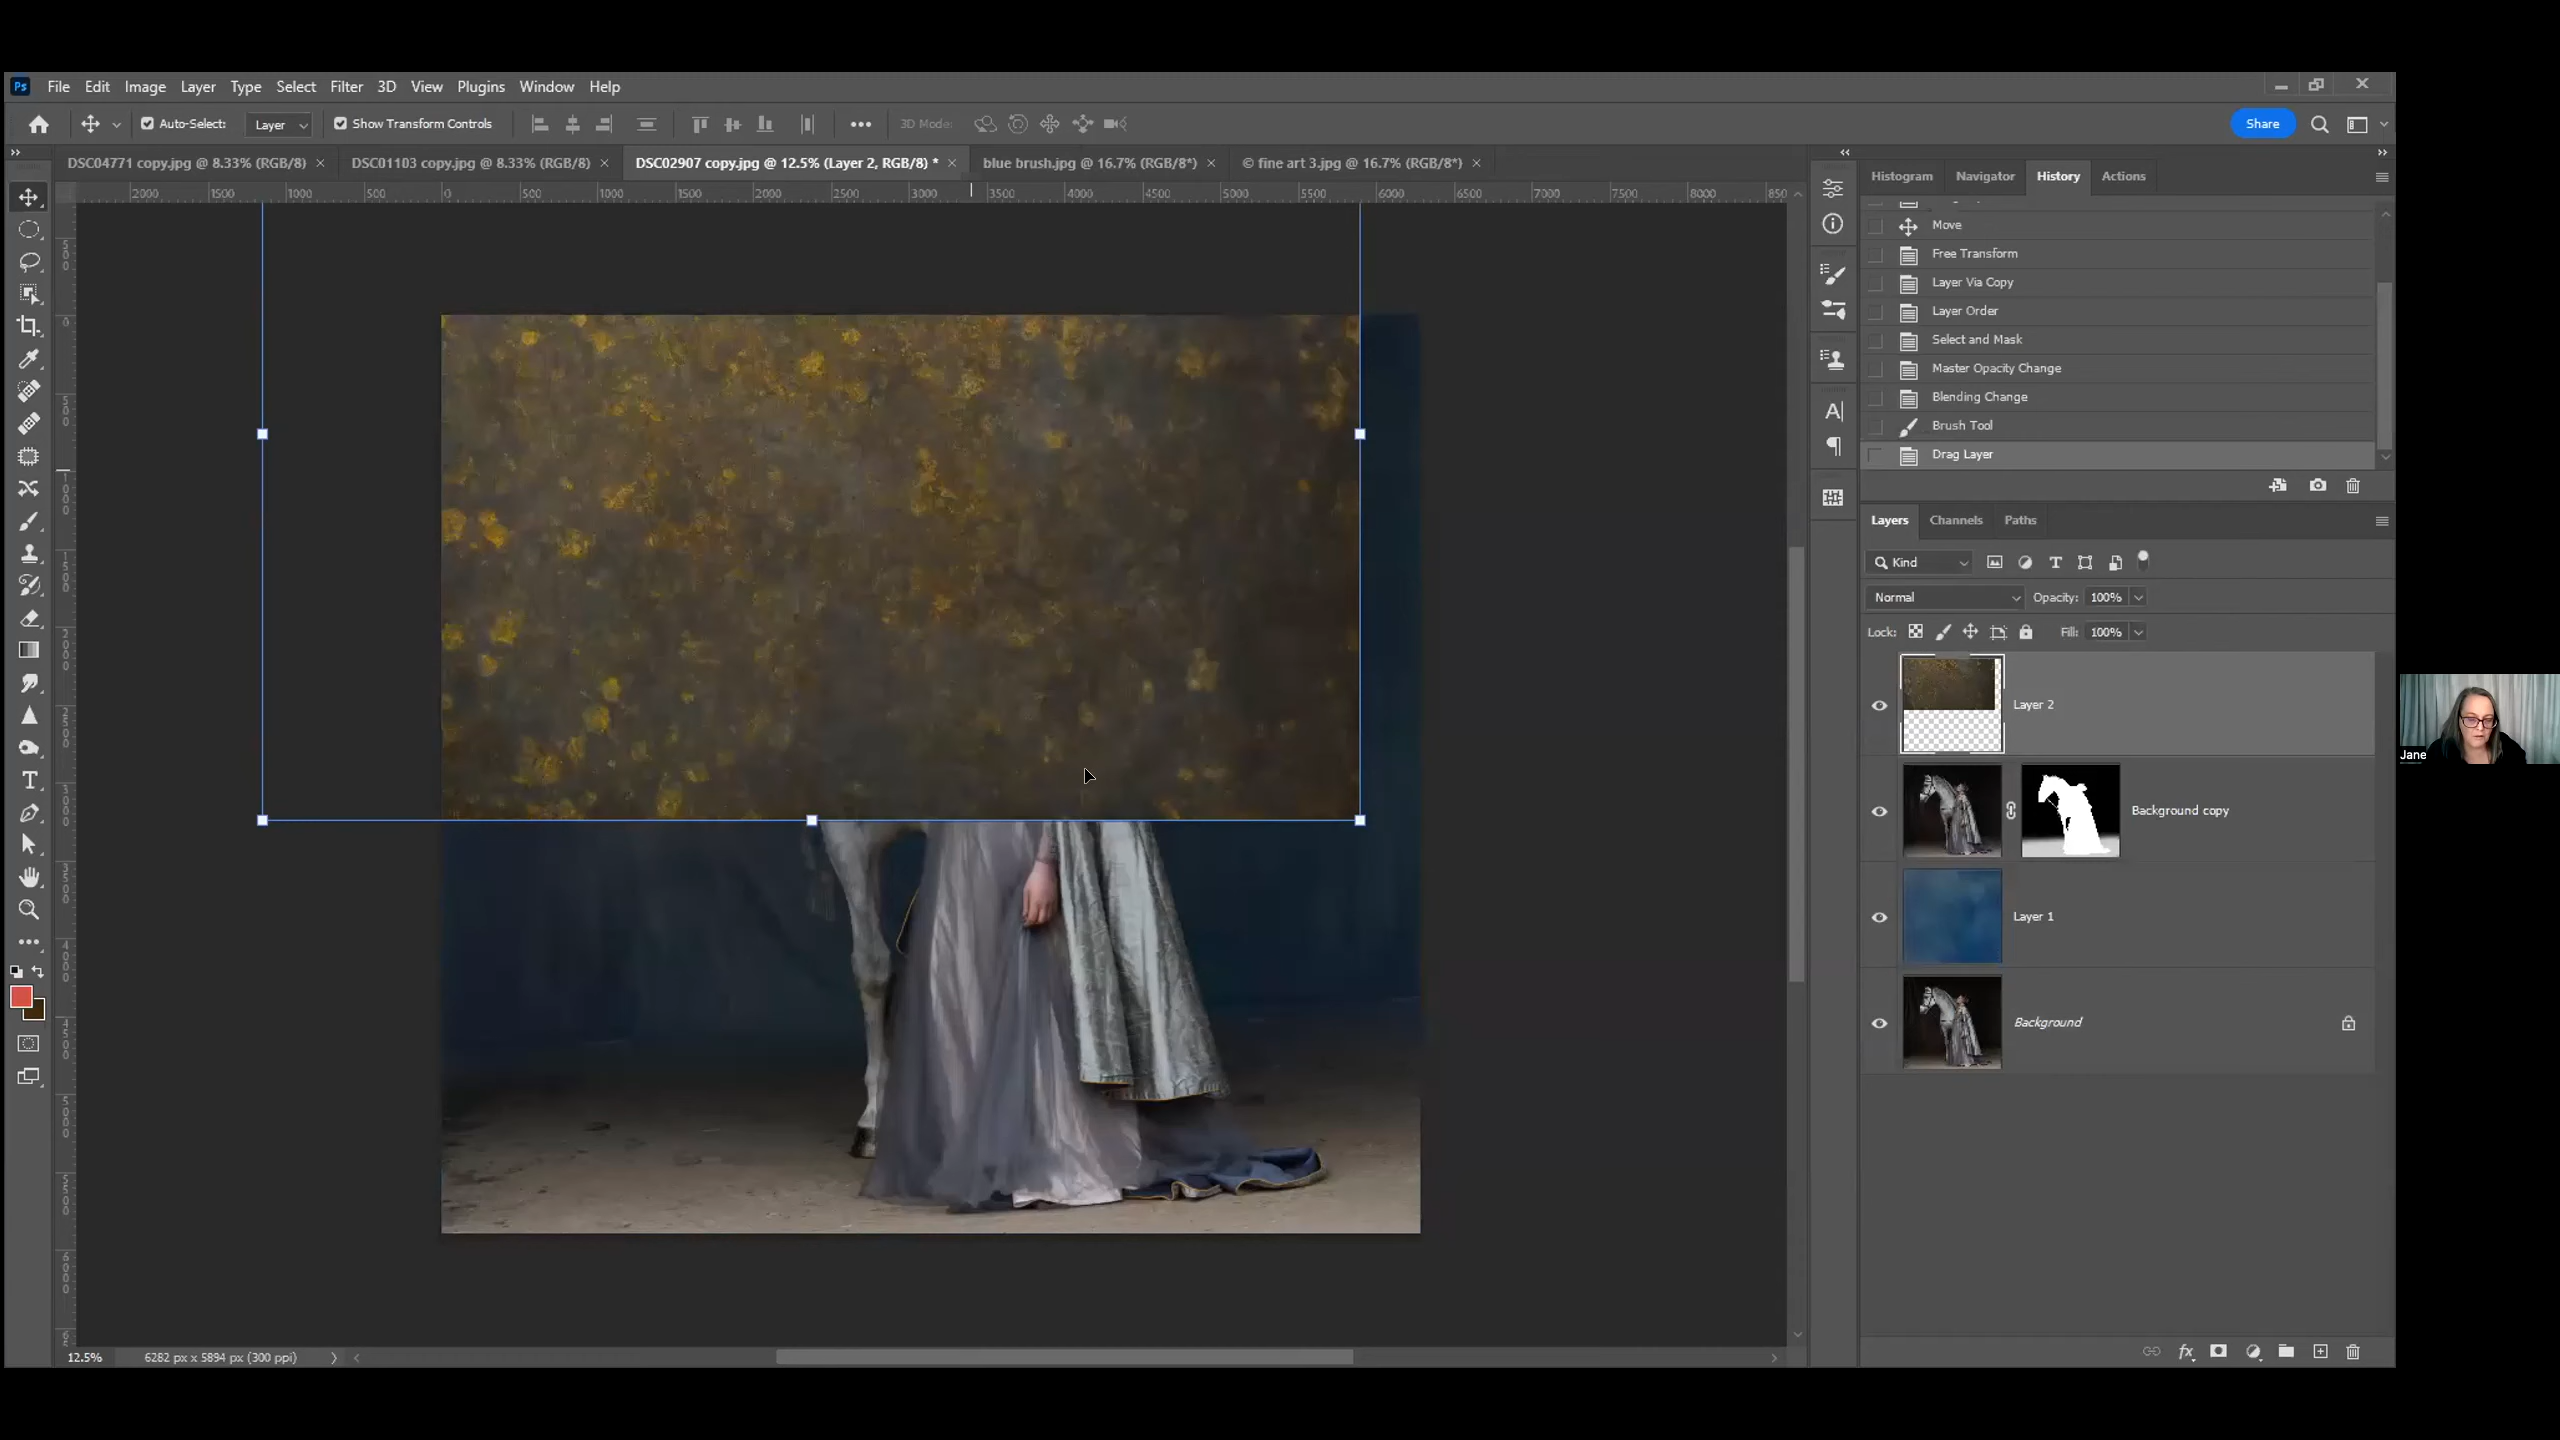 Ps File Edit Image Layer Type Select Filter 3D View Plugins Window Help
Auto-Select: Layer Show Transform Controls 3D Mode: Share
DSC04771 copy.jpg @ 8.33% (RGB/8) × DSC01103 copy.jpg @ 8.33% (RGB/8) × DSC02907 copy.jpg @ 12.5% (Layer 2, RGB/8) * × blue brush.jpg @ 16.7% (RGB/8*) × © fine art 3.jpg @ 16.7% (RGB/8*) ×
2000 1500 1000 500 0 500 1000 1500 2000 2500 3000 3500 4000 4500 5000 5500 6000 6500 7000 7500 8000 850
Histogram Navigator History Actions
Move
Free Transform
Layer Via Copy
Layer Order
Select and Mask
Master Opacity Change
Blending Change
Brush Tool
Drag Layer
Layers Channels Paths
Kind
Normal Opacity: 100%
Lock: Fill: 100%
Layer 2
Background copy
Layer 1
Background
Jane
12.5% 6282 px x 5894 px (300 ppi)